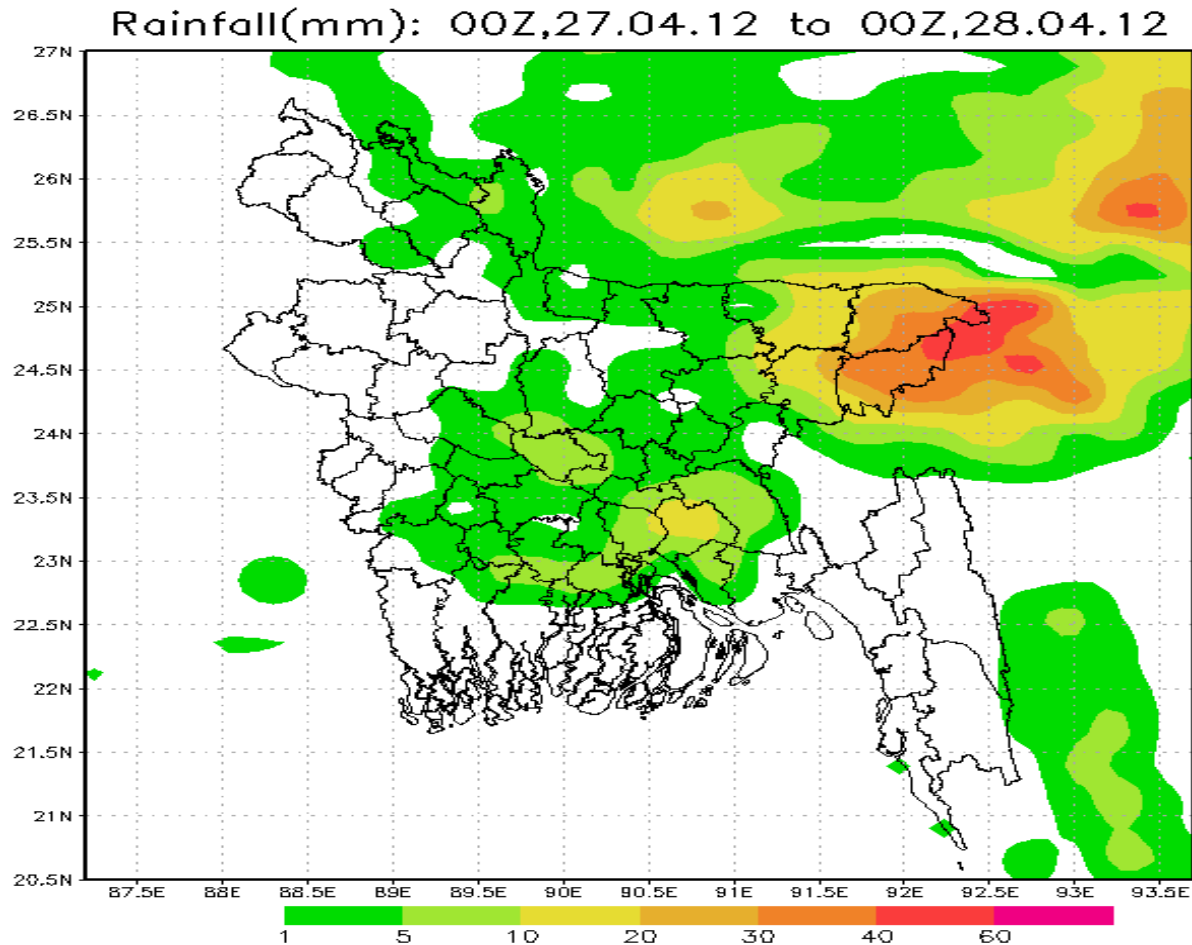 Rainfall(mm): 00Z,27.04.12 to 00Z,28.04.12
27N
26.5N
26N
25.5N
25N
24.5N
24N
23.5N
23N
22.5N
22N
21.5N
21N
20.5N
87.5E 88E 88.5E 89E 89.5E 90E 90.5E 91E 91.5E 92E 92.5E 93E 93.5E
1 5 10 20 30 40 60